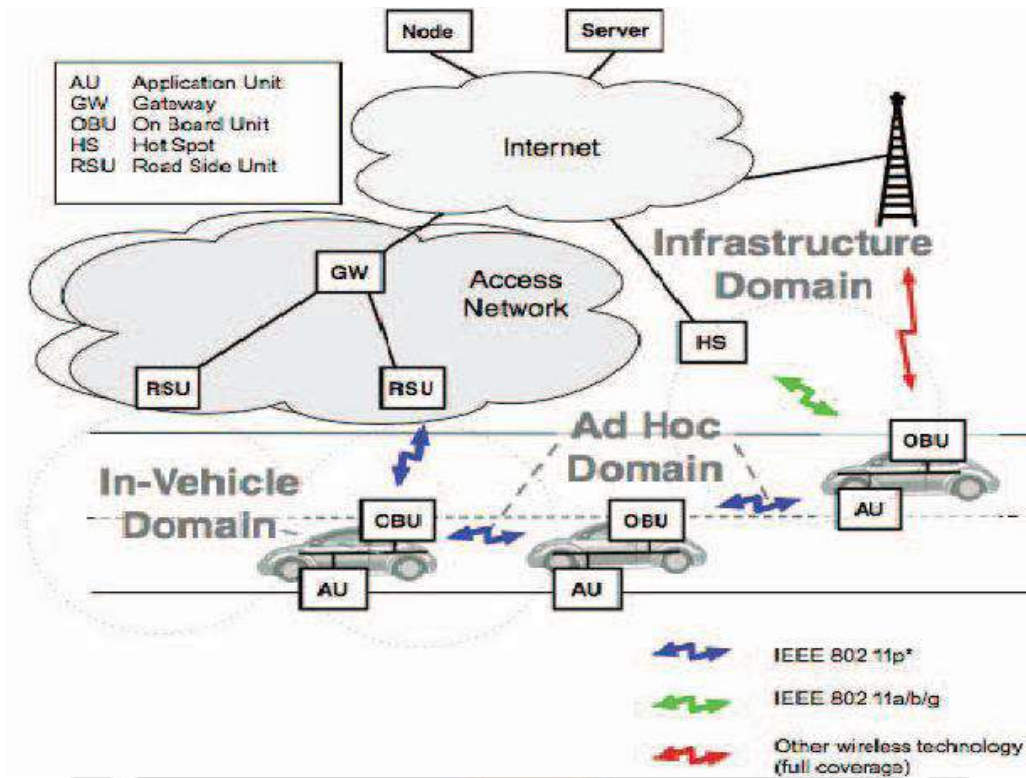 Node
Server
AU Application Unit
GW Gateway
OBU On Board Unit
HS Hot Spot
RSU Road Side Unit
Internet
Infrastructure
Domain
GW
Access
Network
HS
RSU
RSU
Ad Hoc
Domain
OBU
In-Vehicle
Domain
OBU
OBU
AU
AU
AU
IEEE 802.11p*
IEEE 802.11a/b/g
Other wireless technology
(full coverage)